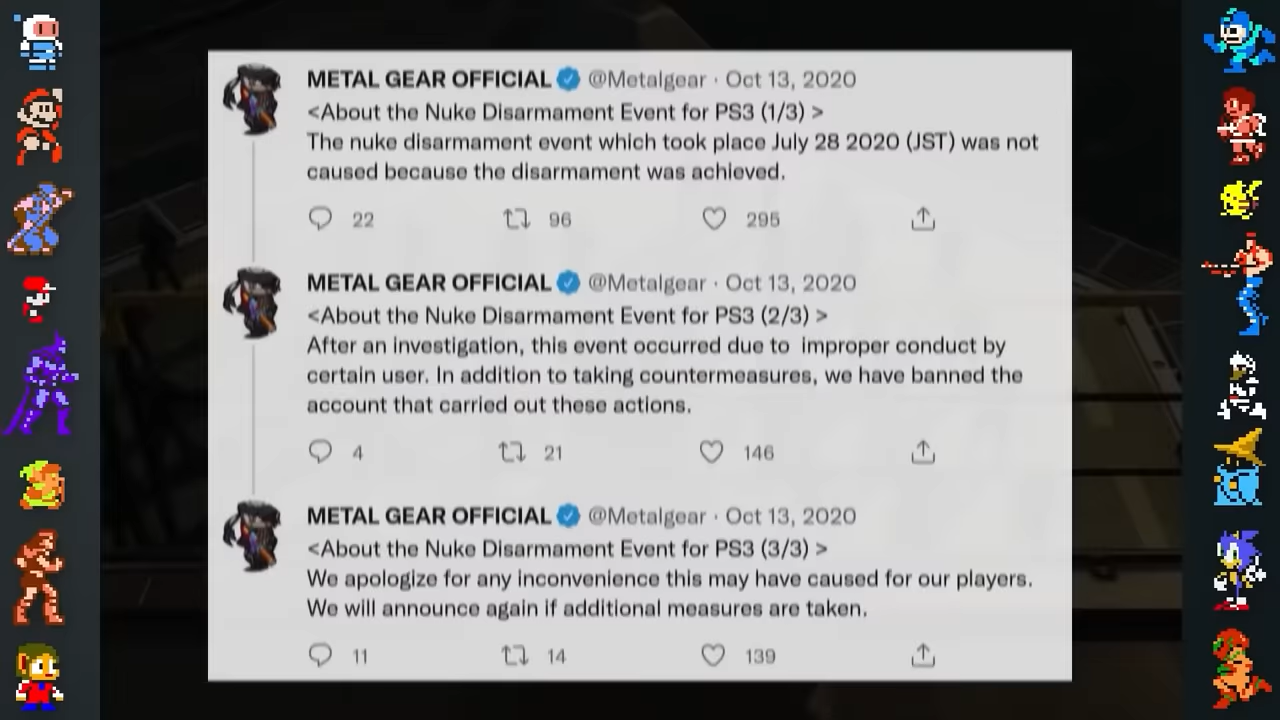 METAL GEAR OFFICIAL @Metalgear · Oct 13, 2020
<About the Nuke Disarmament Event for PS3 (1/3) >
The nuke disarmament event which took place July 28 2020 (JST) was not
caused because the disarmament was achieved.
22 96 295
METAL GEAR OFFICIAL @Metalgear · Oct 13, 2020
<About the Nuke Disarmament Event for PS3 (2/3) >
After an investigation, this event occurred due to  improper conduct by
certain user. In addition to taking countermeasures, we have banned the
account that carried out these actions.
4 21 146
METAL GEAR OFFICIAL @Metalgear · Oct 13, 2020
<About the Nuke Disarmament Event for PS3 (3/3) >
We apologize for any inconvenience this may have caused for our players.
We will announce again if additional measures are taken.
11 14 139